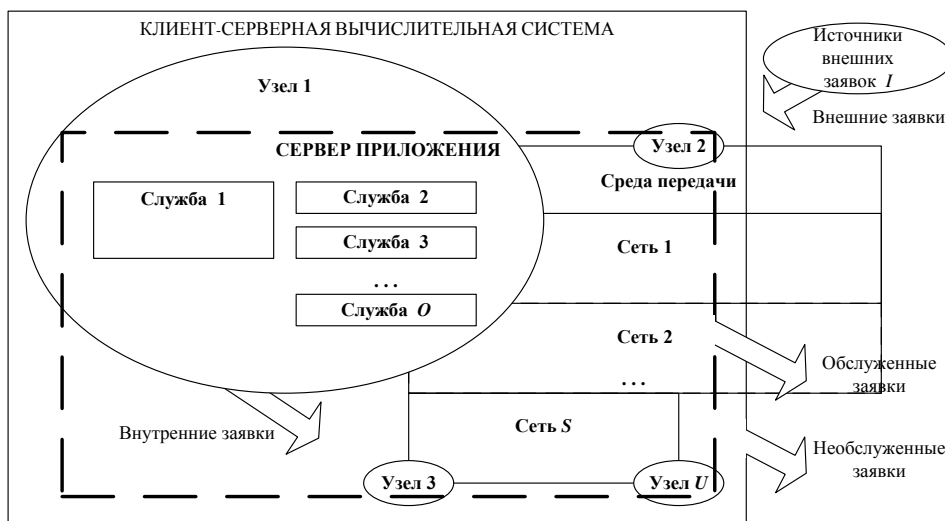 КЛИЕНТ-СЕРВЕРНАЯ ВЫЧИСЛИТЕЛЬНАЯ СИСТЕМА
Источники
внешних
заявок I
Внешние заявки
Узел 1
СЕРВЕР ПРИЛОЖЕНИЯ
Узел 2
Среда передачи
Служба 1
Служба 2
Служба 3
...
Служба O
Сеть 1
Сеть 2
...
Сеть S
Обслуженные
заявки
Внутренние заявки
Необслуженные
заявки
Узел 3
Узел U